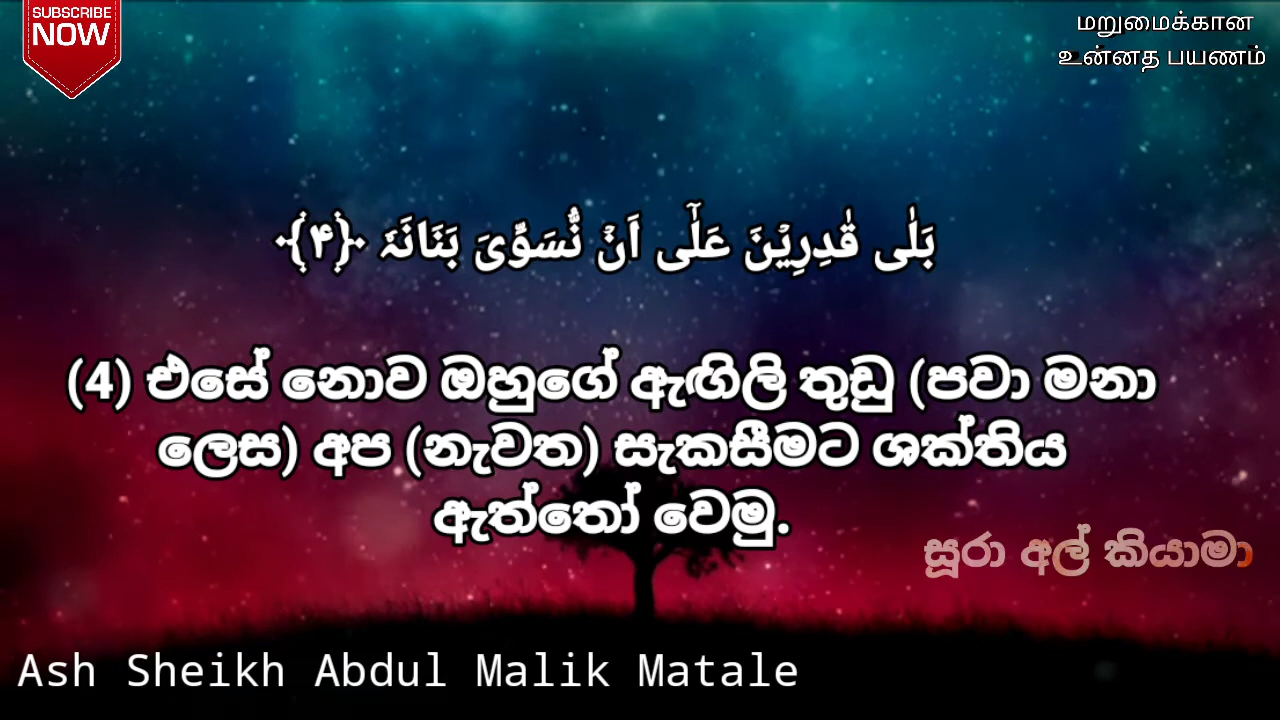 SUBSCRIBE
NOW
மறுமைக்கான
உன்னத பயணம்
بَلٰى قٰدِرِيْنَ عَلٰٓى اَنْ نُّسَوِّىَ بَنَانَهٗ ﴿۴﴾
(4) එසේ නොව ඔහුගේ ඇඟිලි තුඩු (පවා මනා
ලෙස) අප (නැවත) සැකසීමට ශක්තිය
ඇත්තෝ වෙමු.
සූරා අල් කියාමා
Ash Sheikh Abdul Malik Matale